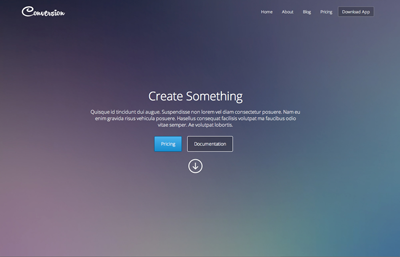 Conversion
Home About Blog Pricing Download App
Create Something
Quisque id tincidunt dui augue. Suspendisse non lorem vel diam consectetur posuere. Nam eu
enim gravida risus vehicula posuere. Hasellus consequat facilisis volutpat ma faucibus odio
vitae semper. Ae volutpat lobortis.
Pricing Documentation